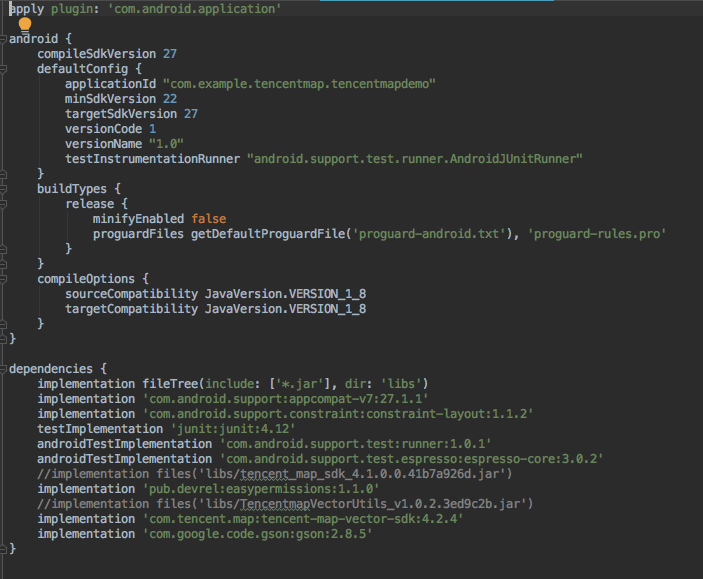 apply plugin: 'com.android.application'
android {
compileSdkVersion 27
defaultConfig {
applicationId "com.example.tencentmap.tencentmapdemo"
minSdkVersion 22
targetSdkVersion 27
versionCode 1
versionName "1.0"
testInstrumentationRunner "android.support.test.runner.AndroidJUnitRunner"
}
buildTypes {
release {
minifyEnabled false
proguardFiles getDefaultProguardFile('proguard-android.txt'), 'proguard-rules.pro'
}
}
compileOptions {
sourceCompatibility JavaVersion.VERSION_1_8
targetCompatibility JavaVersion.VERSION_1_8
}
}
dependencies {
implementation fileTree(include: ['*.jar'], dir: 'libs')
implementation 'com.android.support:appcompat-v7:27.1.1'
implementation 'com.android.support.constraint:constraint-layout:1.1.2'
testImplementation 'junit:junit:4.12'
androidTestImplementation 'com.android.support.test:runner:1.0.1'
androidTestImplementation 'com.android.support.test.espresso:espresso-core:3.0.2'
//implementation files('libs/tencent_map_sdk_4.1.0.0.41b7a926d.jar')
implementation 'pub.devrel:easypermissions:1.1.0'
//implementation files('libs/TencentmapVectorUtils_v1.0.2.3ed9c2b.jar')
implementation 'com.tencent.map:tencent-map-vector-sdk:4.2.4'
implementation 'com.google.code.gson:gson:2.8.5'
}